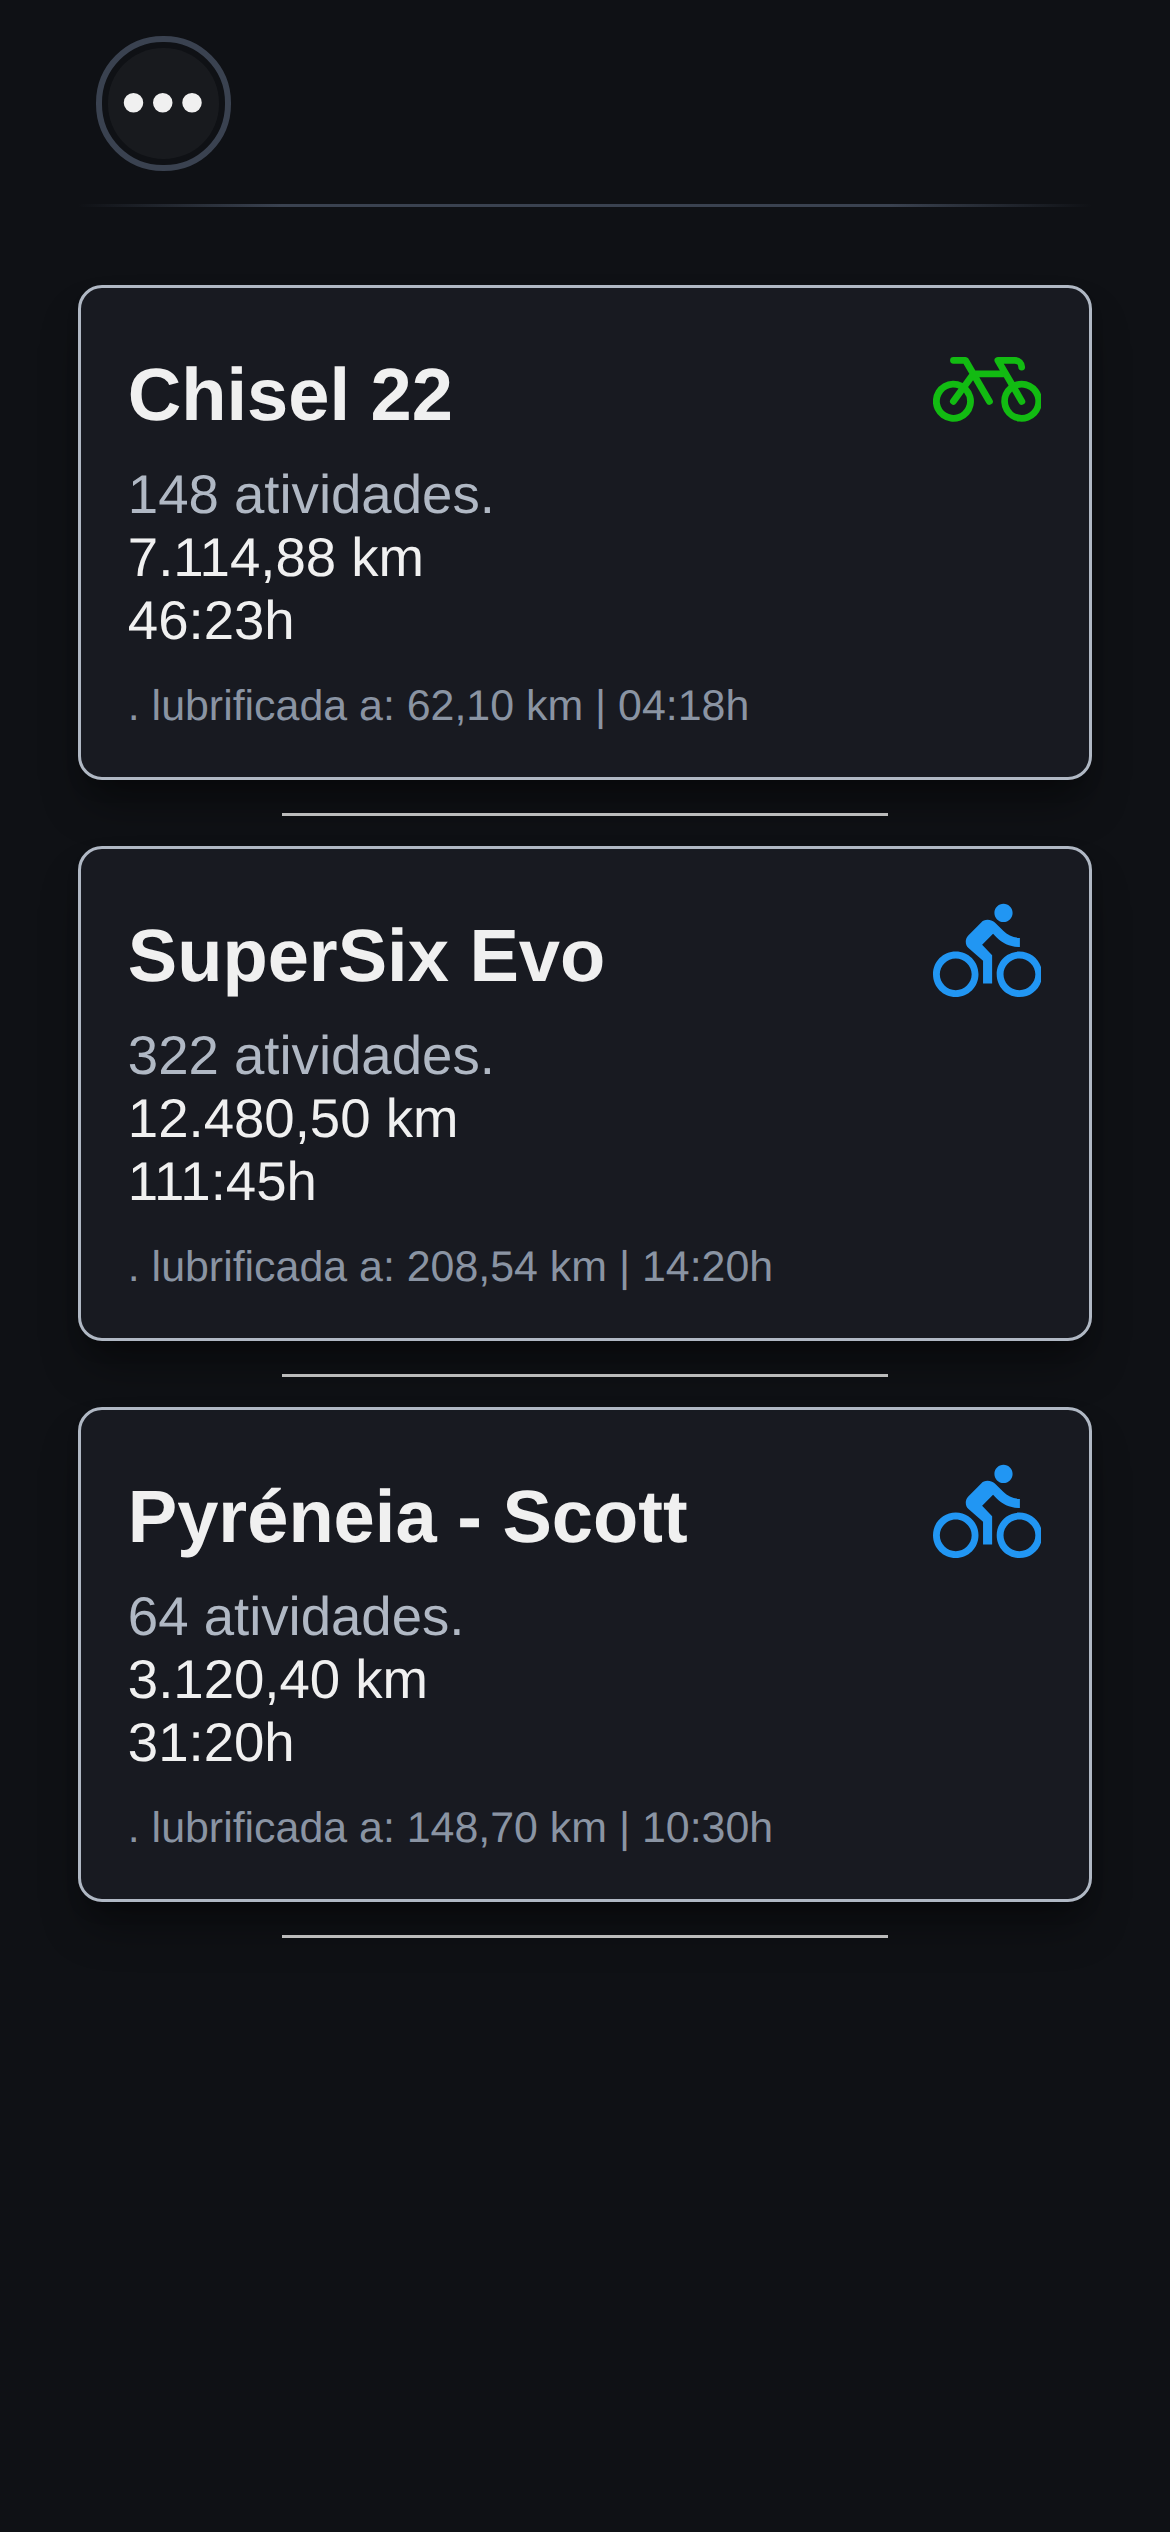 Chisel 22
148 atividades.
7.114,88 km
46:23h
. lubrificada a: 62,10 km | 04:18h
SuperSix Evo
322 atividades.
12.480,50 km
111:45h
. lubrificada a: 208,54 km | 14:20h
Pyréneia - Scott
64 atividades.
3.120,40 km
31:20h
. lubrificada a: 148,70 km | 10:30h